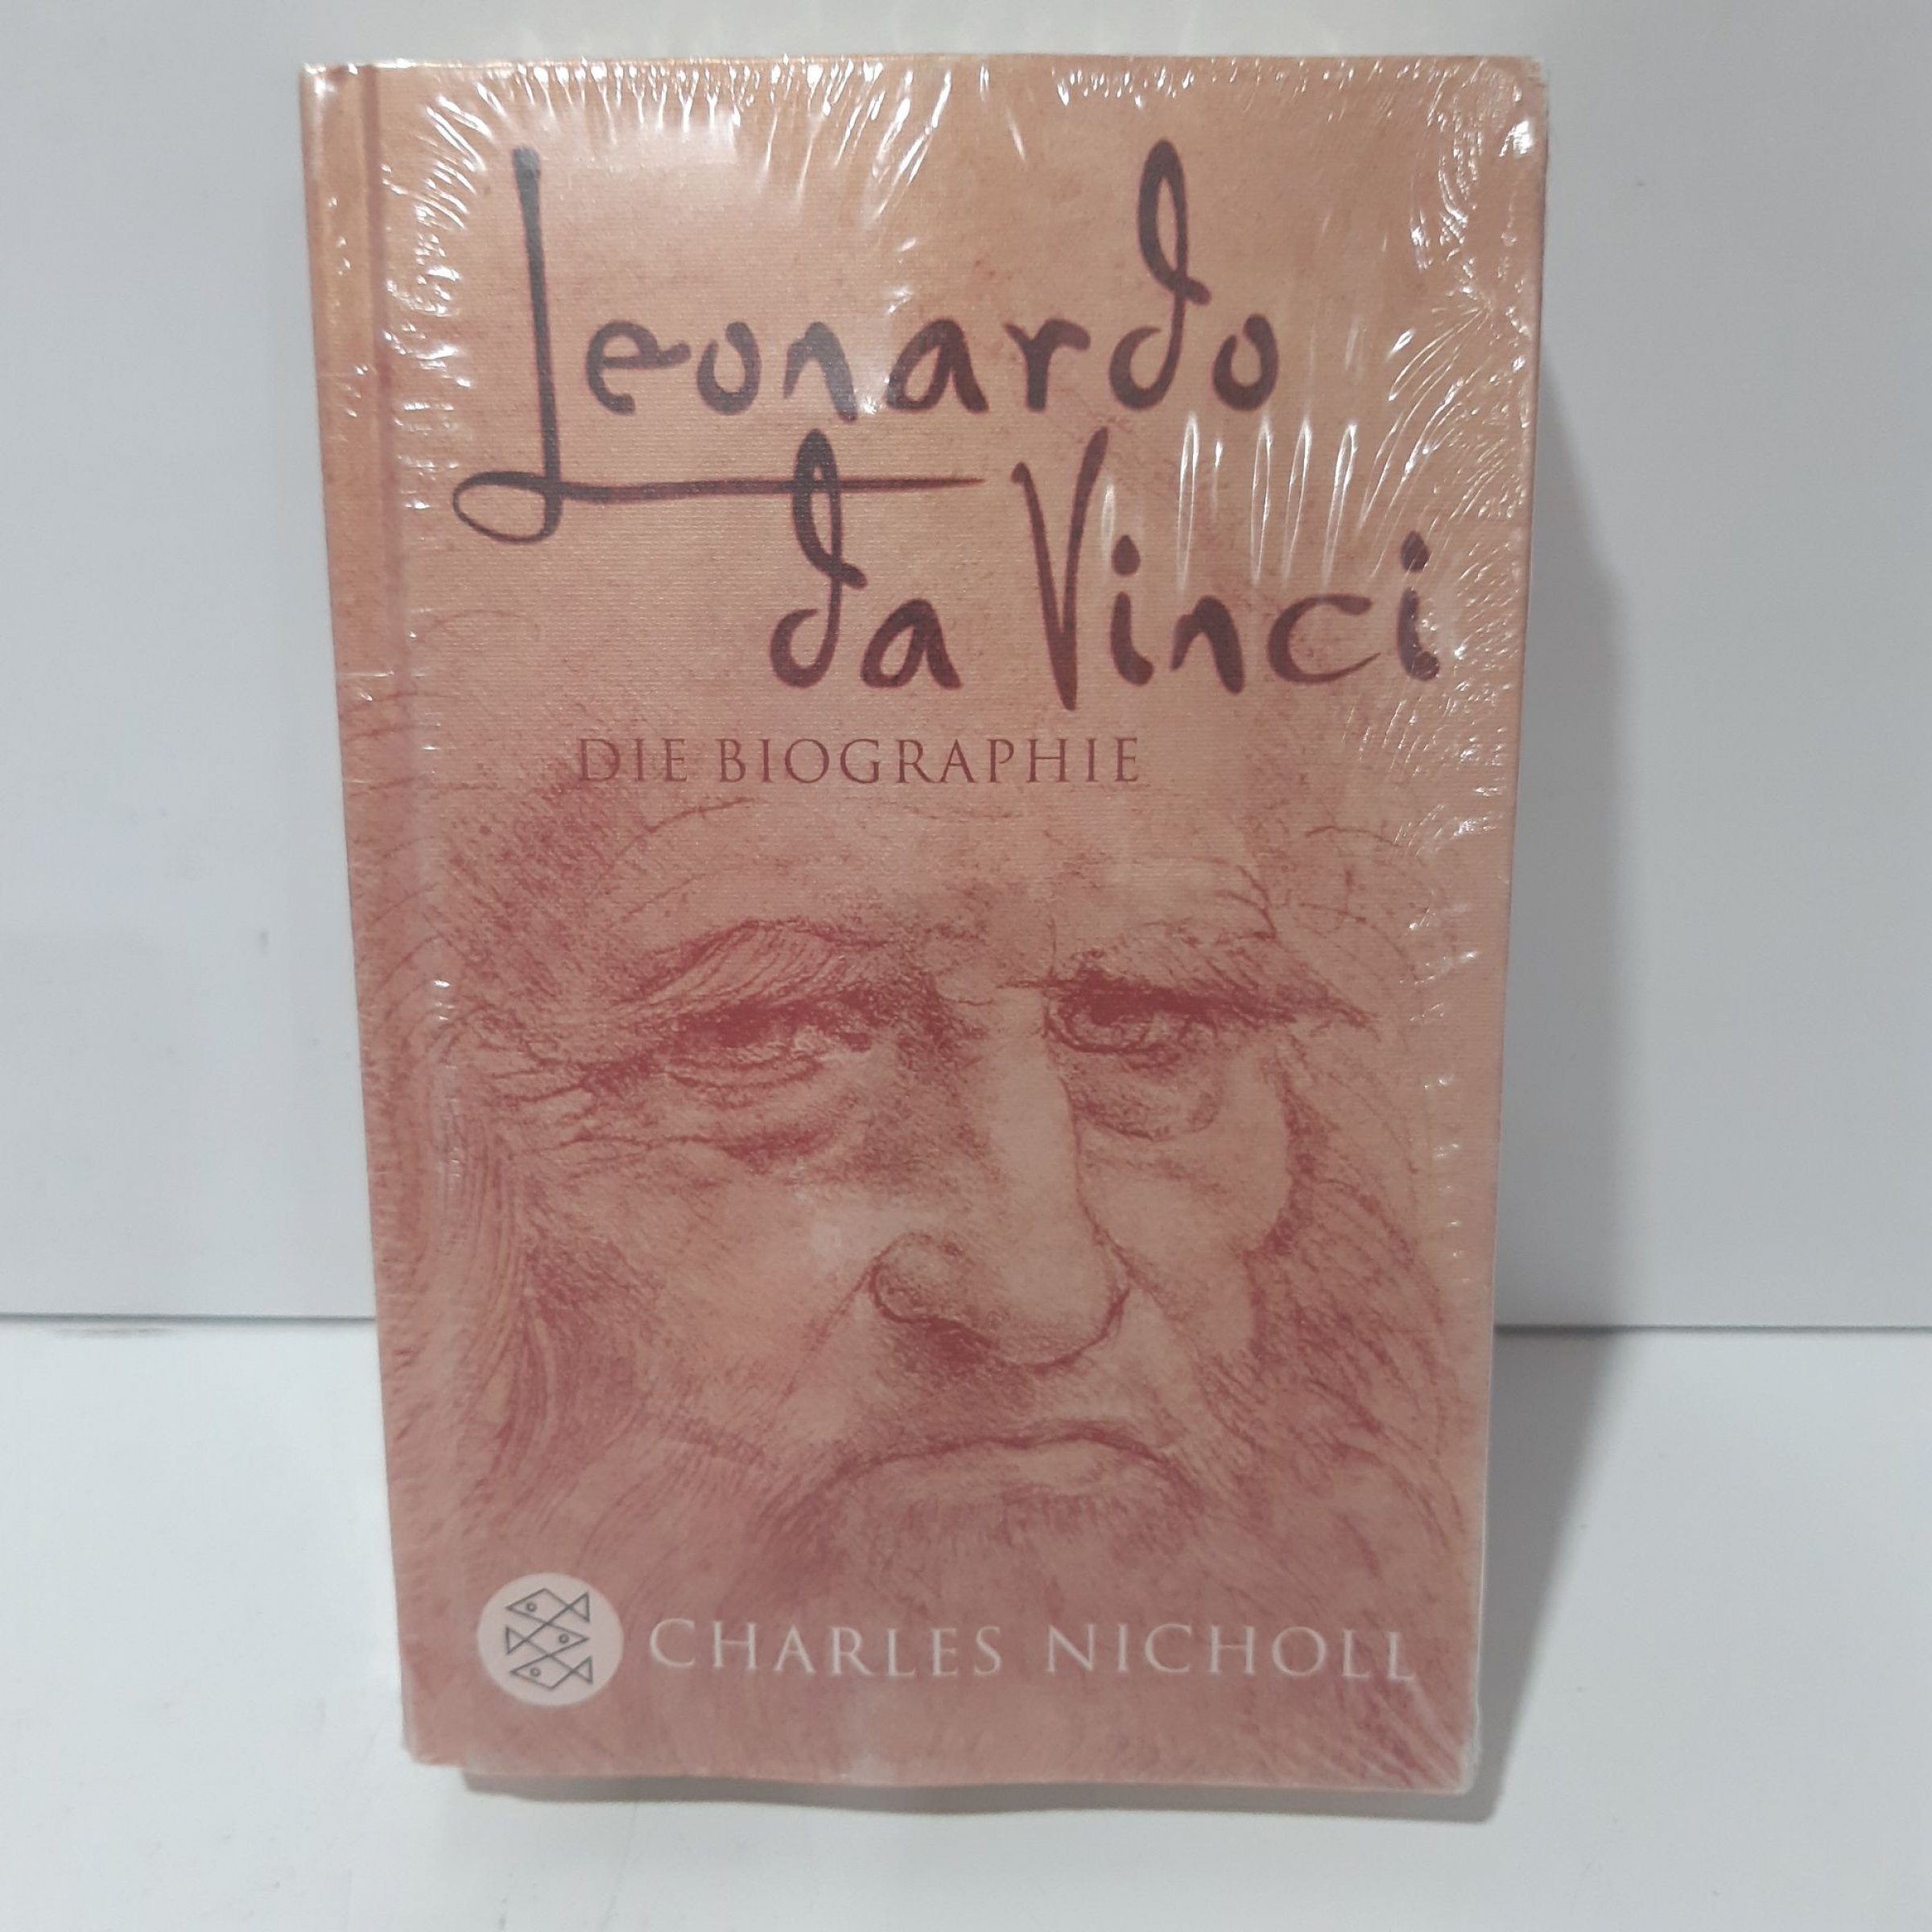 Leonardo
da Vinci
DIE BIOGRAPHIE
CHARLES NICHOLL